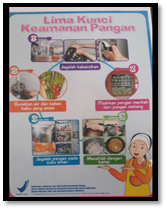 Lima Kunci
Keamanan Pangan
Jagalah kebersihan
Pisahkan pangan mentah
dari pangan matang
Gunakan air dan bahan
baku yang aman
Jagalah pangan pada
suhu aman
Masaklah dengan
benar